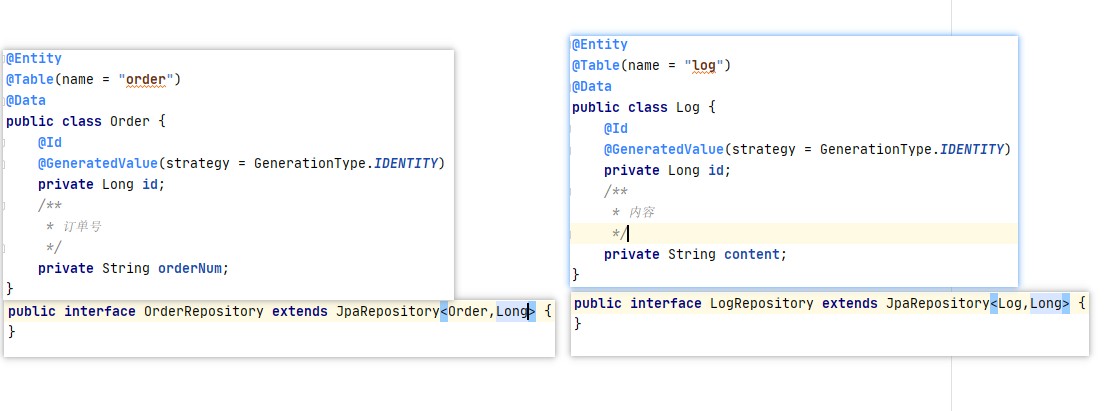 @Entity
@Table(name = "order")
@Data
public class Order {
@Id
@GeneratedValue(strategy = GenerationType.IDENTITY)
private Long id;
/**
* 订单号
*/
private String orderNum;
}
public interface OrderRepository extends JpaRepository<Order,Long> {
}
@Entity
@Table(name = "log")
@Data
public class Log {
@Id
@GeneratedValue(strategy = GenerationType.IDENTITY)
private Long id;
/**
* 内容
*/
private String content;
}
public interface LogRepository extends JpaRepository<Log,Long> {
}